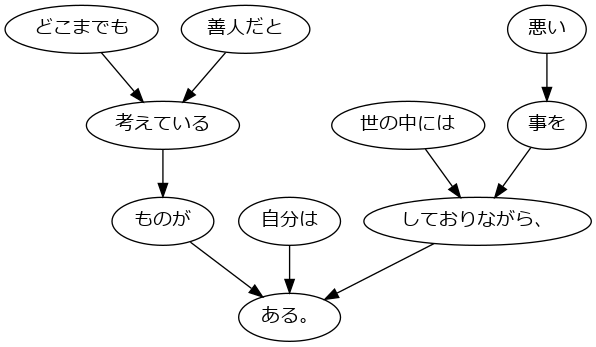 どこまでも 善人だと 悪い
考えている 世の中には 事を
ものが 自分は しておりながら、
ある。